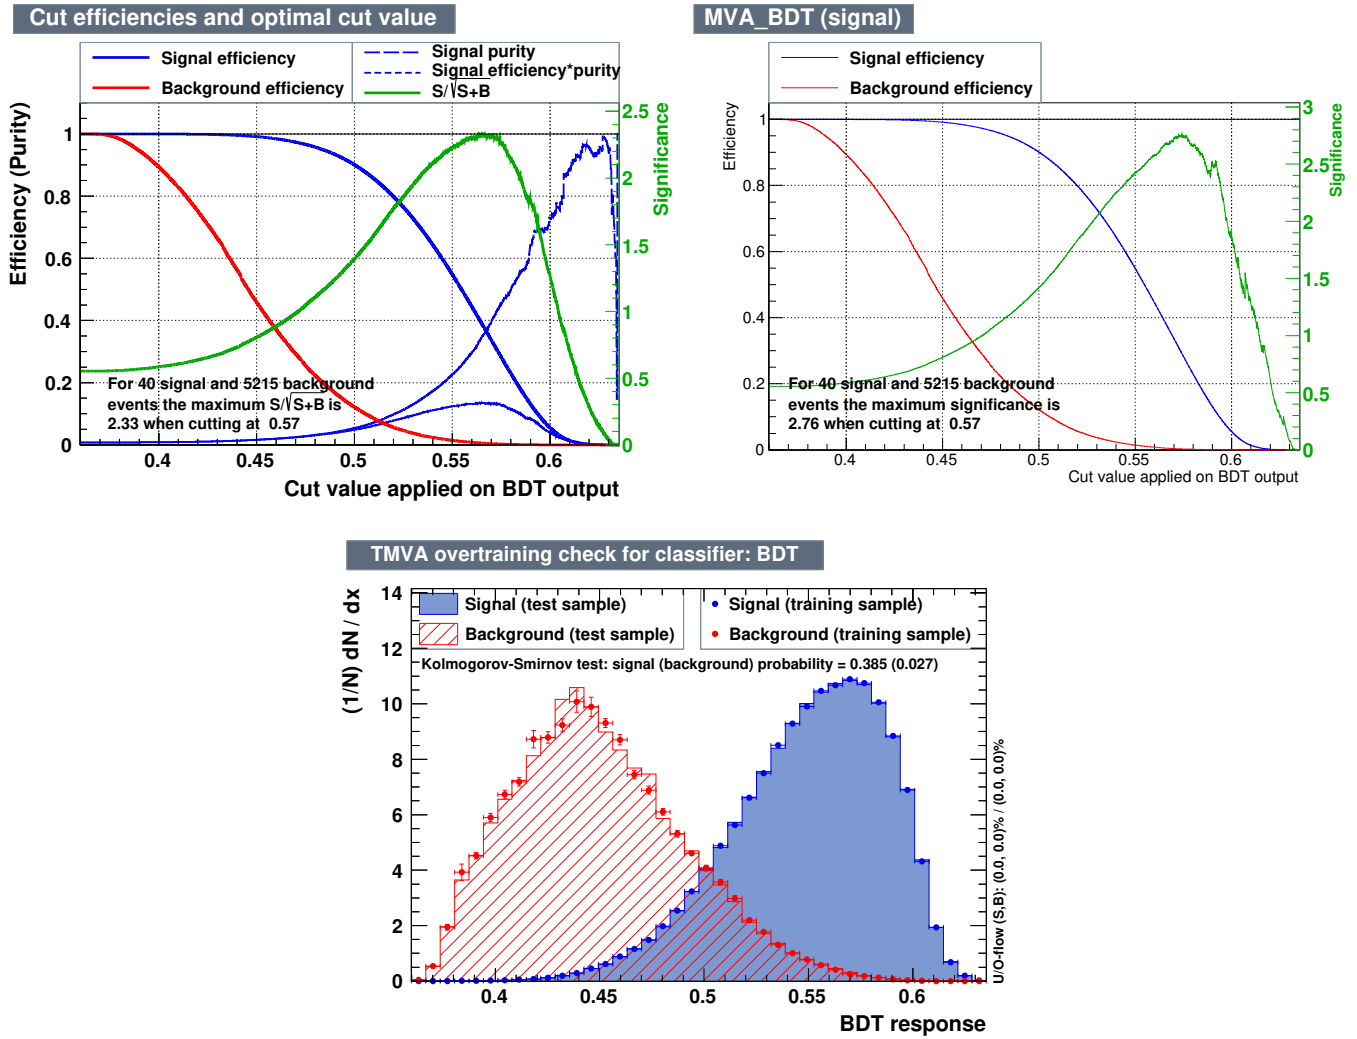 Cut efficiencies and optimal cut value
Signal efficiency
Background efficiency
Signal purity
Signal efficiency*purity
S/√S+B
Efficiency (Purity)
1
0.8
0.6
0.4
0.2
0
For 40 signal and 5215 background
events the maximum S/√S+B is
2.33 when cutting at 0.57
0.4 0.45 0.5 0.55 0.6
Cut value applied on BDT output
2.5
2
1.5
1
0.5
0
Significance
MVA_BDT (signal)
Signal efficiency
Background efficiency
Efficiency
1
0.8
0.6
0.4
0.2
0
For 40 signal and 5215 background
events the maximum significance is
2.76 when cutting at 0.57
0.4 0.45 0.5 0.55 0.6
Cut value applied on BDT output
3
2.5
2
1.5
1
0.5
0
Significance
TMVA overtraining check for classifier: BDT
(1/N) dN / dx
14
12
10
8
6
4
2
0
Signal (test sample)
Background (test sample)
Signal (training sample)
Background (training sample)
Kolmogorov-Smirnov test: signal (background) probability = 0.385 (0.027)
0.4 0.45 0.5 0.55 0.6
BDT response
U/O-flow (S,B): (0.0, 0.0)% / (0.0, 0.0)%